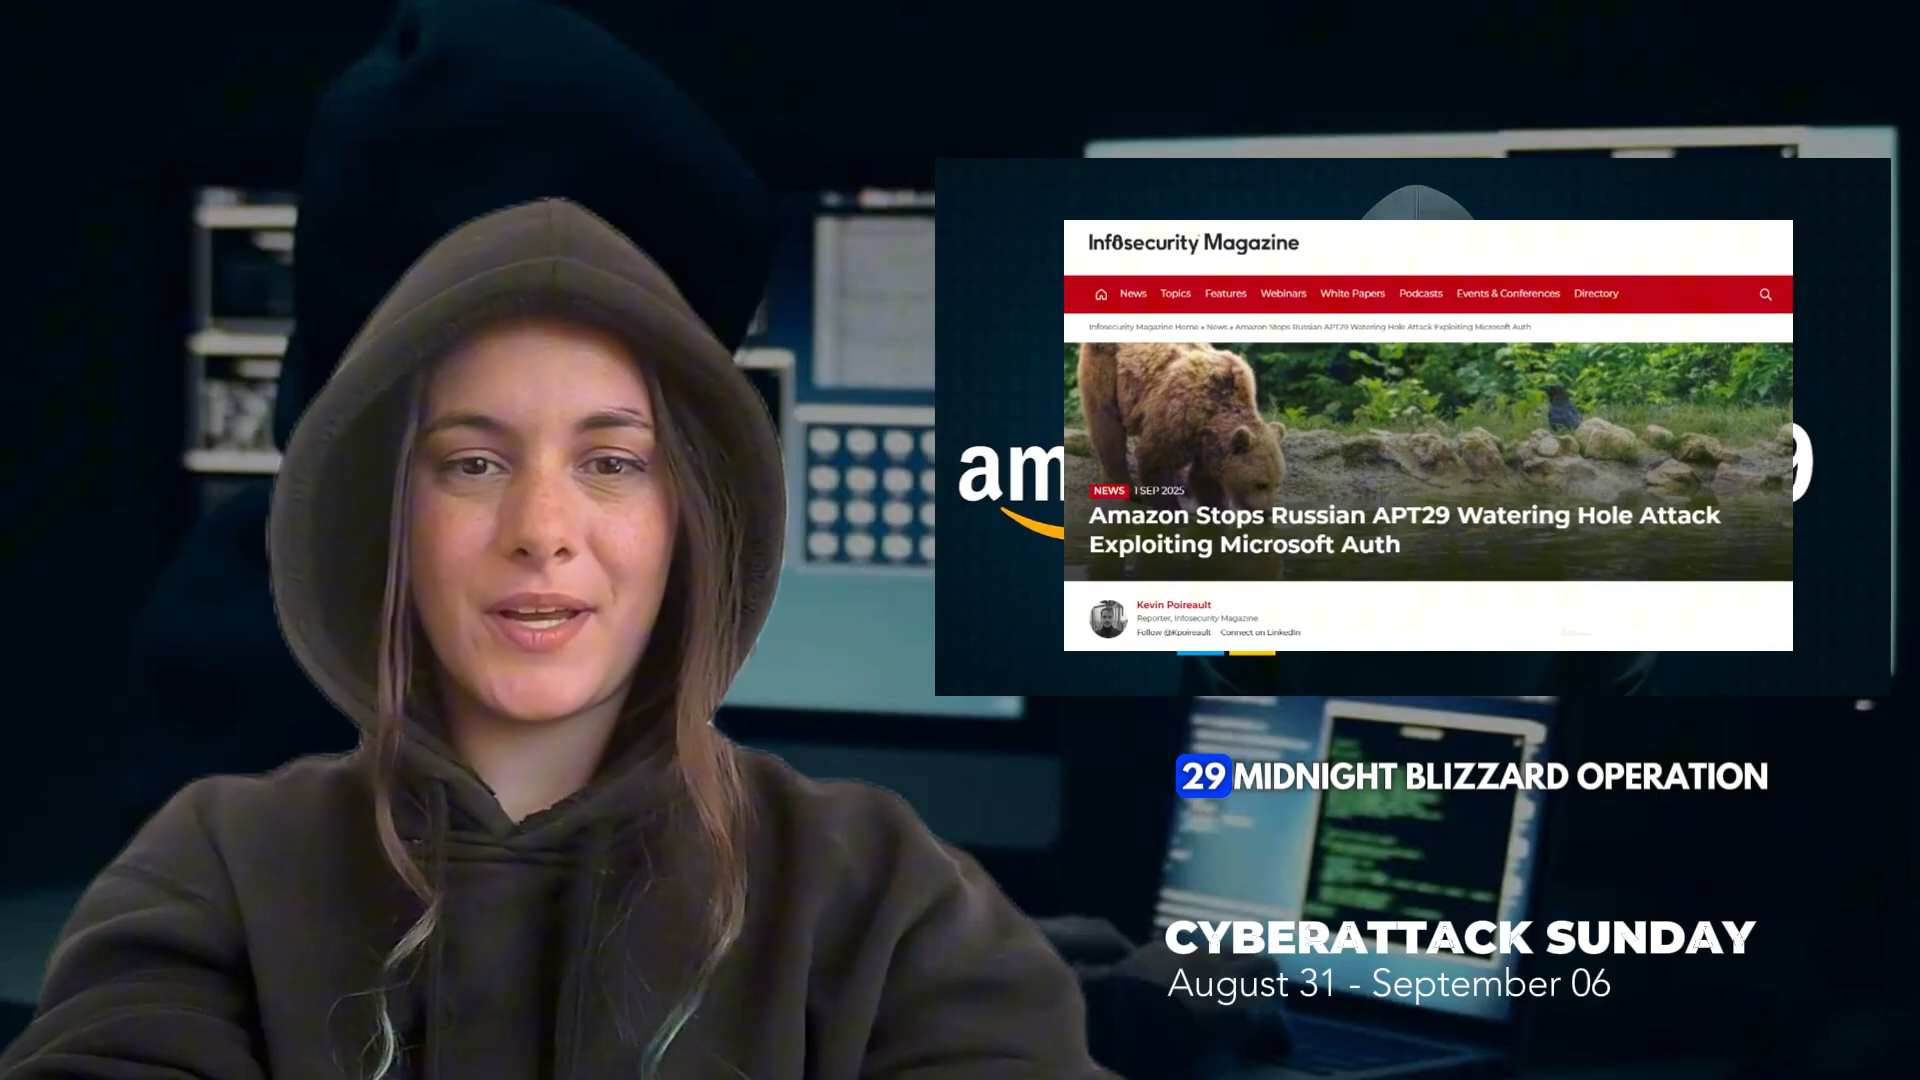 Infosecurity Magazine
News Topics Features Webinars White Papers Podcasts Events & Conferences Directory
Infosecurity Magazine Home » News » Amazon Stops Russian APT29 Watering Hole Attack Exploiting Microsoft Auth
am
9
NEWS 1 SEP 2025
Amazon Stops Russian APT29 Watering Hole Attack
Exploiting Microsoft Auth
Kevin Poireault
Reporter, Infosecurity Magazine
Follow @Kpoireault Connect on LinkedIn
29 MIDNIGHT BLIZZARD OPERATION
CYBERATTACK SUNDAY
August 31 - September 06